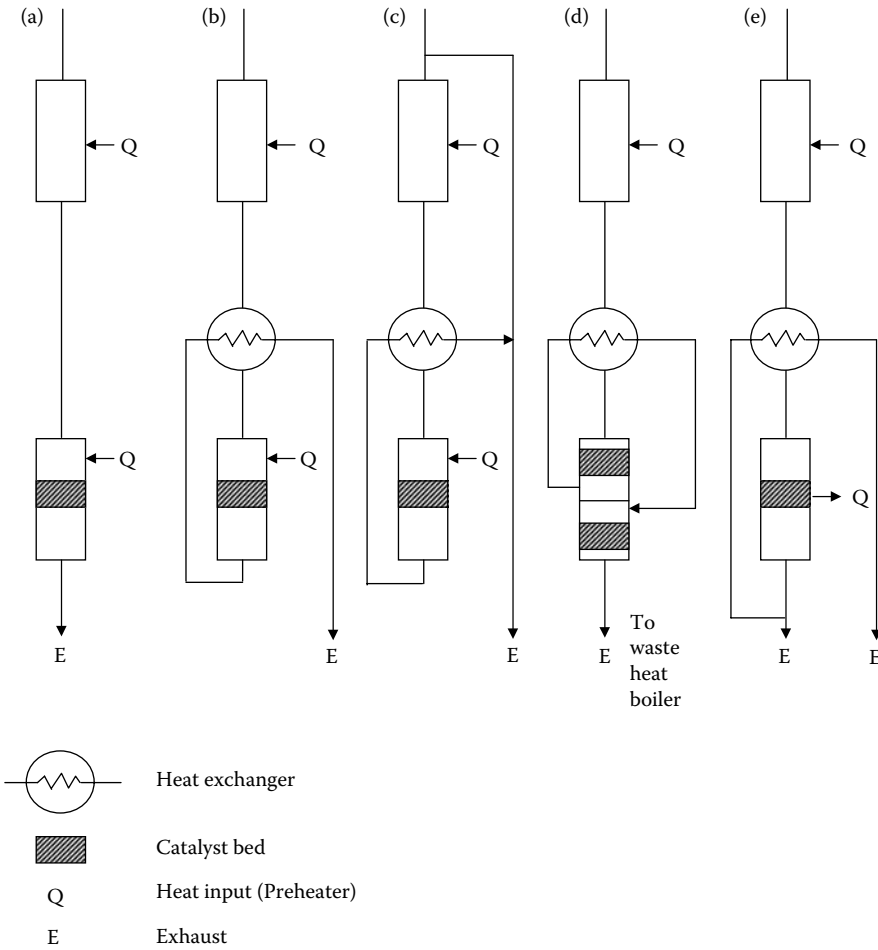 (a)
(b)
(c)
(d)
(e)
Q
Q
Q
Q
Q
Q
Q
Q
Q
E
E
E
E
To
waste
heat
boiler
E
E
Heat exchanger
Catalyst bed
Q
Heat input (Preheater)
E
Exhaust